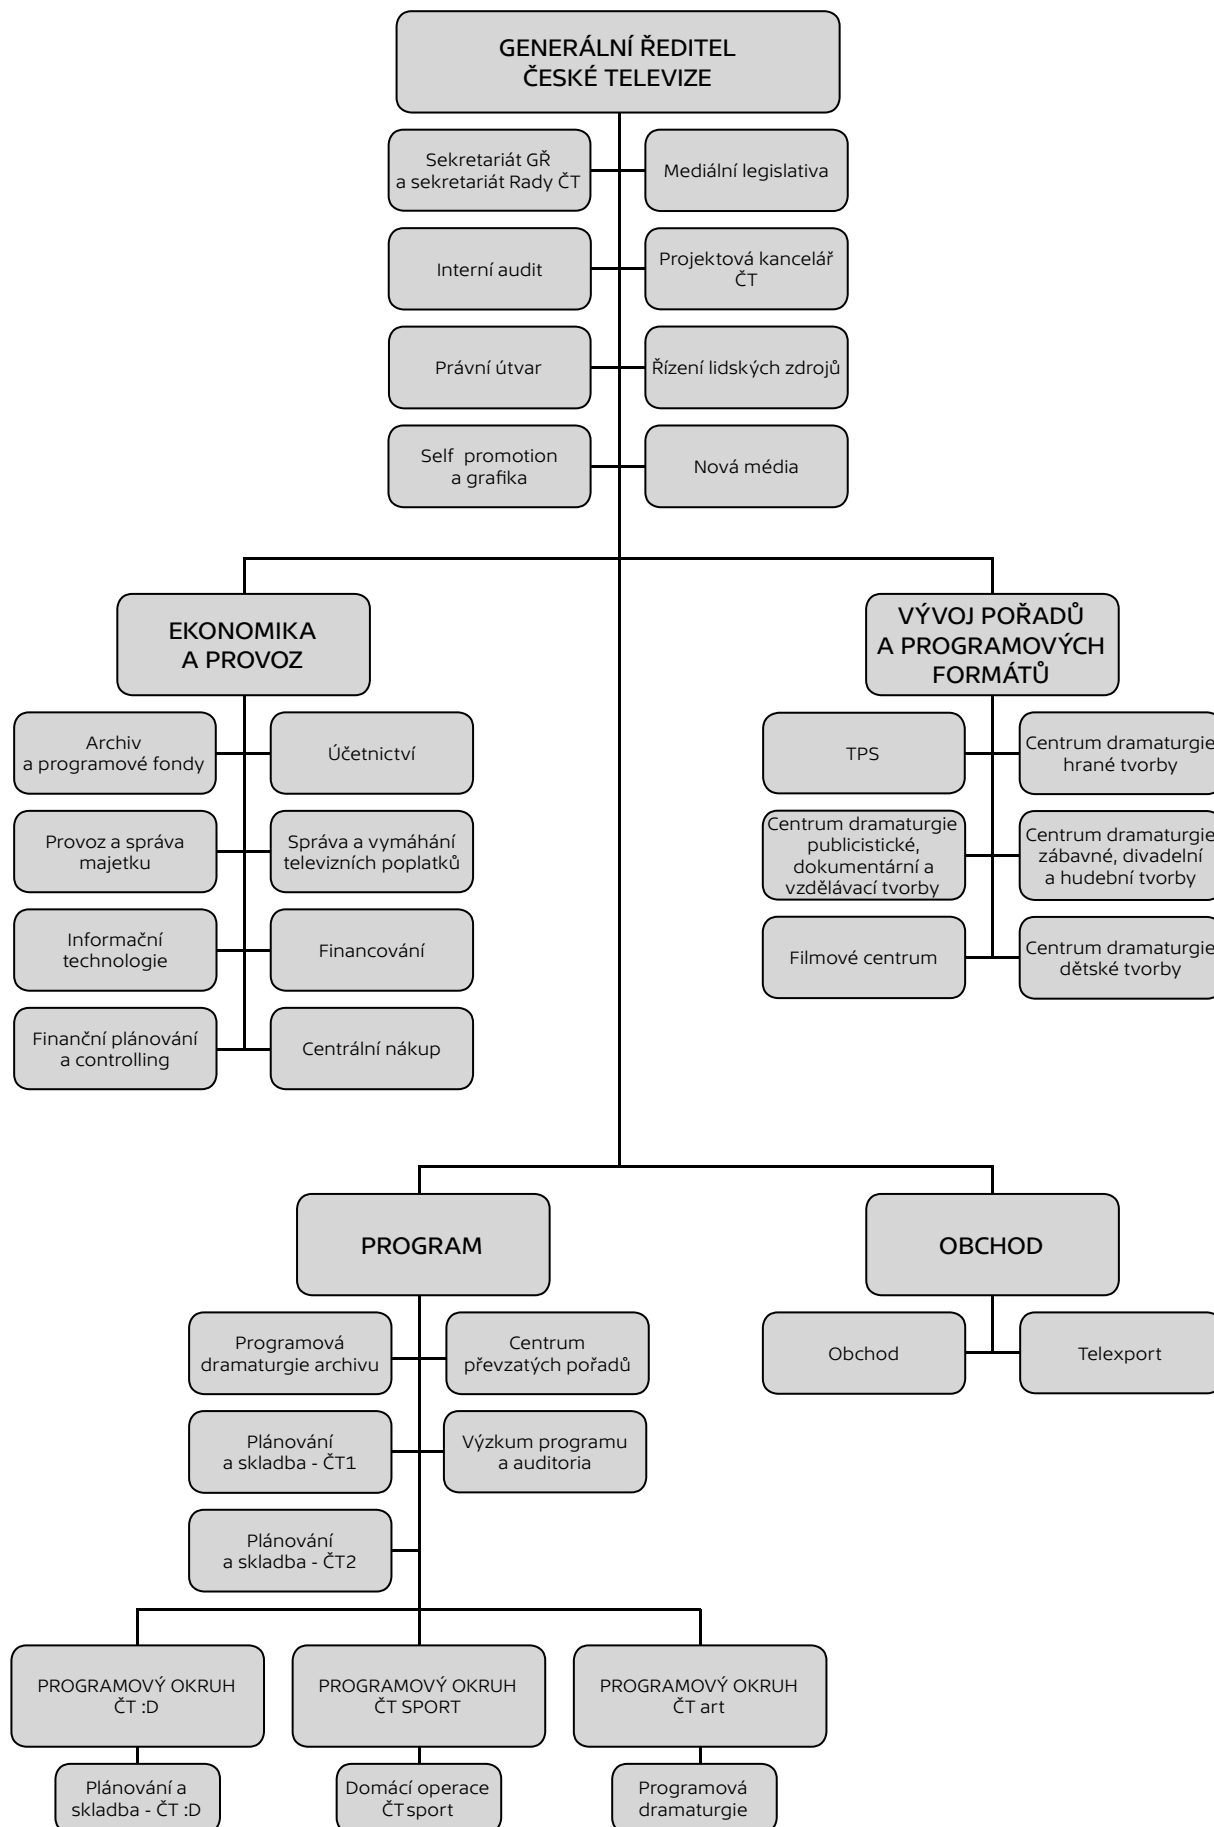 GENERÁLNÍ ŘEDITEL
ČESKÉ TELEVIZE
Sekretariát GŘ
a sekretariát Rady ČT
Mediální legislativa
Interní audit
Projektová kancelář
ČT
Právní útvar
Řízení lidských zdrojů
Self promotion
a grafika
Nová média
EKONOMIKA
A PROVOZ
Archiv
a programové fondy
Účetnictví
Provoz a správa
majetku
Správa a vymáhání
televizních poplatků
Informační
technologie
Financování
Finanční plánování
a controlling
Centrální nákup
VÝVOJ POŘADŮ
A PROGRAMOVÝCH
FORMÁTŮ
TPS
Centrum dramaturgie
hrané tvorby
Centrum dramaturgie
publicistické,
dokumentární a
vzdělávací tvorby
Centrum dramaturgie
zábavné, divadelní
a hudební tvorby
Filmové centrum
Centrum dramaturgie
dětské tvorby
PROGRAM
Programová
dramaturgie archivu
Centrum
převzatých pořadů
Plánování
a skladba - ČT1
Výzkum programu
a auditoria
Plánování
a skladba - ČT2
OBCHOD
Obchod
Telexport
PROGRAMOVÝ OKRUH
ČT :D
PROGRAMOVÝ OKRUH
ČT SPORT
PROGRAMOVÝ OKRUH
ČT art
Plánování a
skladba - ČT :D
Domácí operace
ČT sport
Programová
dramaturgie